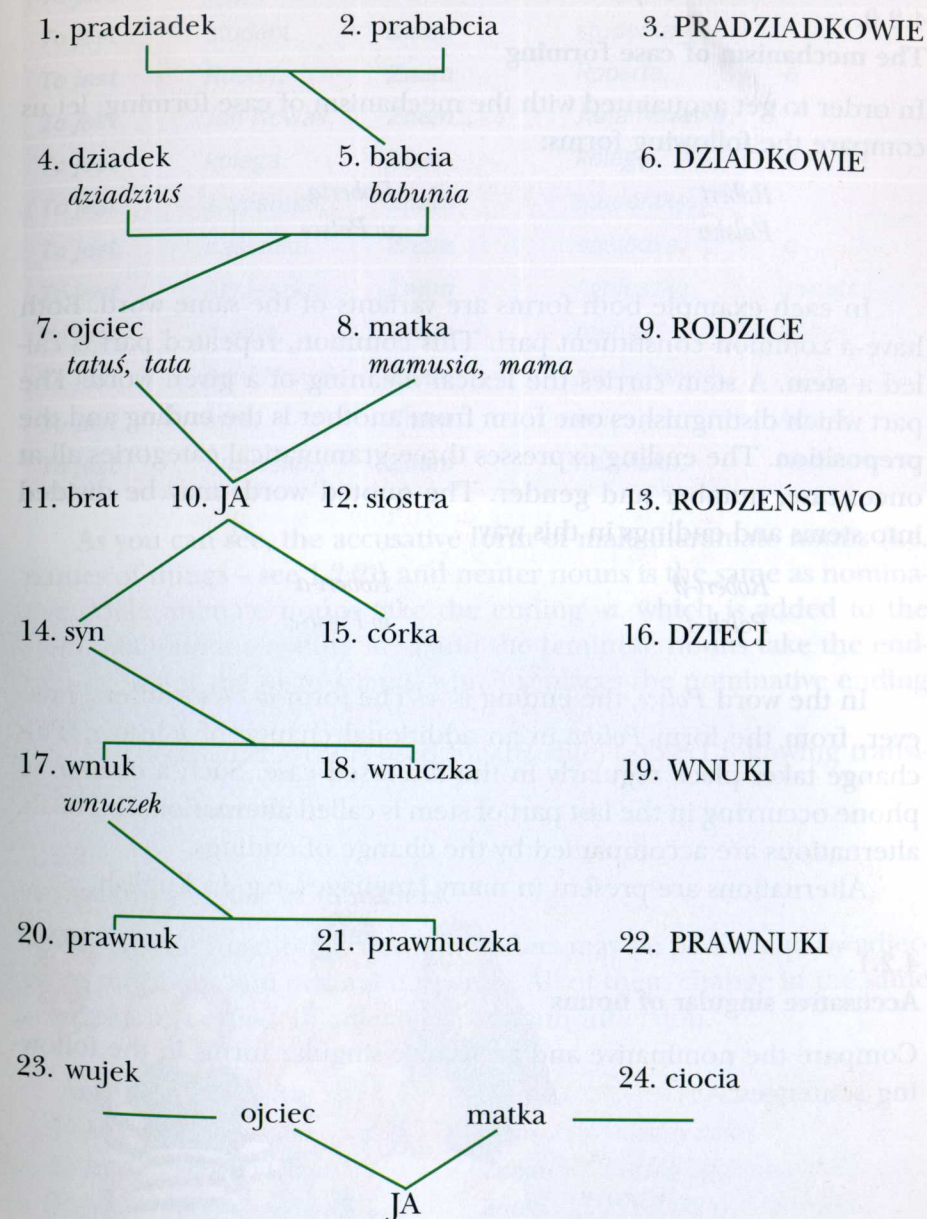 1. pradziadek 2. prababcia 3. PRADZIADKOWIE
4. dziadek 5. babcia 6. DZIADKOWIE
dziadziuś babunia
7. ojciec 8. matka 9. RODZICE
tatuś, tata mamusia, mama
11. brat 10. JA 12. siostra 13. RODZEŃSTWO
14. syn 15. córka 16. DZIECI
17. wnuk 18. wnuczka 19. WNUKI
wnuczek
20. prawnuk 21. prawnuczka 22. PRAWNUKI
23. wujek 24. ciocia
ojciec matka
JA